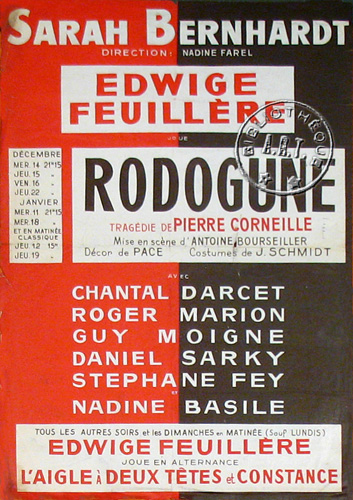 SARAH BERNHARDT
DIRECTION: NADINE FAREL
EDWIGE
FEUILLÈRE
JOUE
DÉCEMBRE
MER. 14 21H15
JEU. 15 "
VEN. 16 "
JEU. 22 "
JANVIER
MER. 11 21H15
MER. 18 "
ET EN MATINÉE
CLASSIQUE
JEU. 12 15H
JEU. 19 "
RODOGUNE
TRAGÉDIE DE PIERRE CORNEILLE
Mise en scène d'ANTOINE BOURSEILLER
Décor de PACE Costumes de J. SCHMIDT
BIBLIOTHÈQUE
A.R.T.
AVEC
CHANTAL DARCET
ROGER MARION
GUY MOIGNE
DANIEL SARKY
STEPHANE FEY
ET
NADINE BASILE
TOUS LES AUTRES SOIRS et les DIMANCHES en MATINÉE (Sauf LUNDIS)
EDWIGE FEUILLÈRE
JOUE EN ALTERNANCE
L'AIGLE À DEUX TÊTES et CONSTANCE